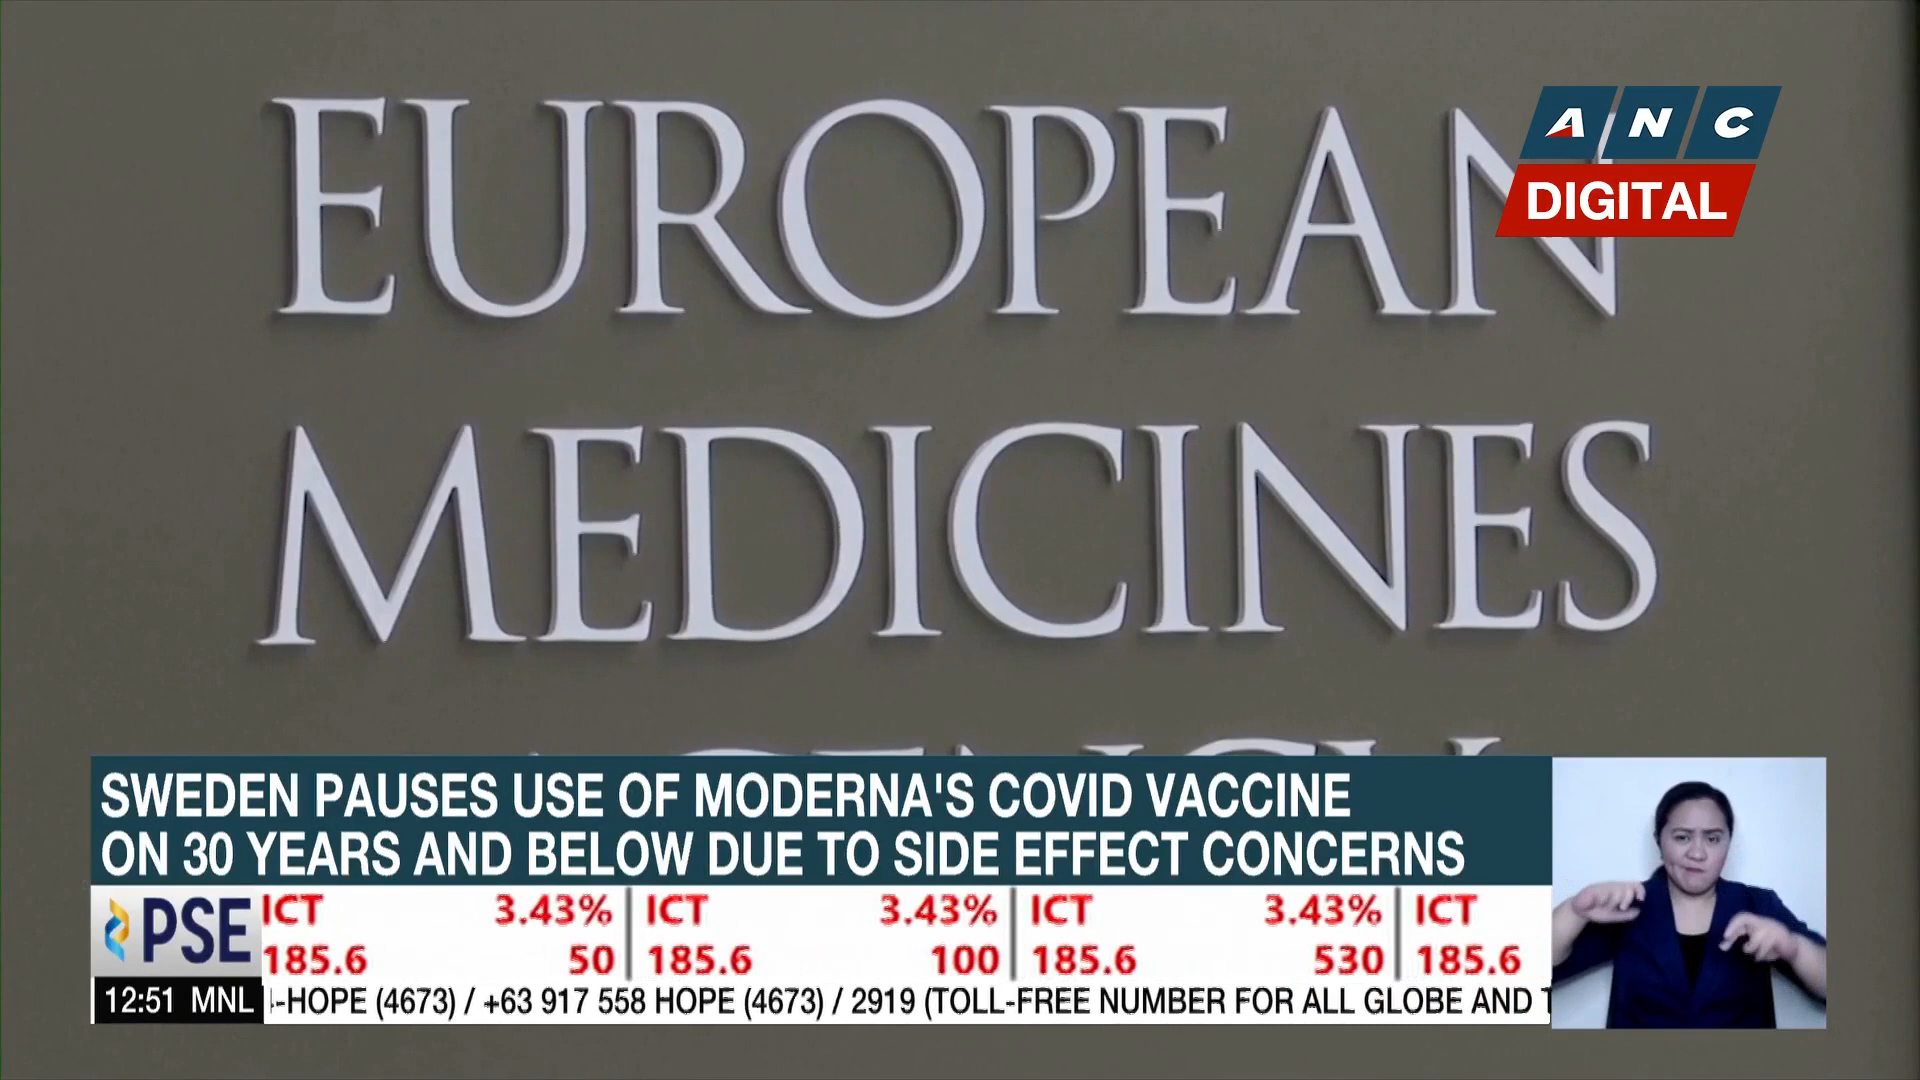 EUROPEAN
MEDICINES
A N C
DIGITAL
SWEDEN PAUSES USE OF MODERNA'S COVID VACCINE
ON 30 YEARS AND BELOW DUE TO SIDE EFFECT CONCERNS
PSE
ICT 3.43% ICT 3.43% ICT 3.43% ICT
185.6 50 185.6 100 185.6 530 185.6
12:51 MNL -HOPE (4673) / +63 917 558 HOPE (4673) / 2919 (TOLL-FREE NUMBER FOR ALL GLOBE AND